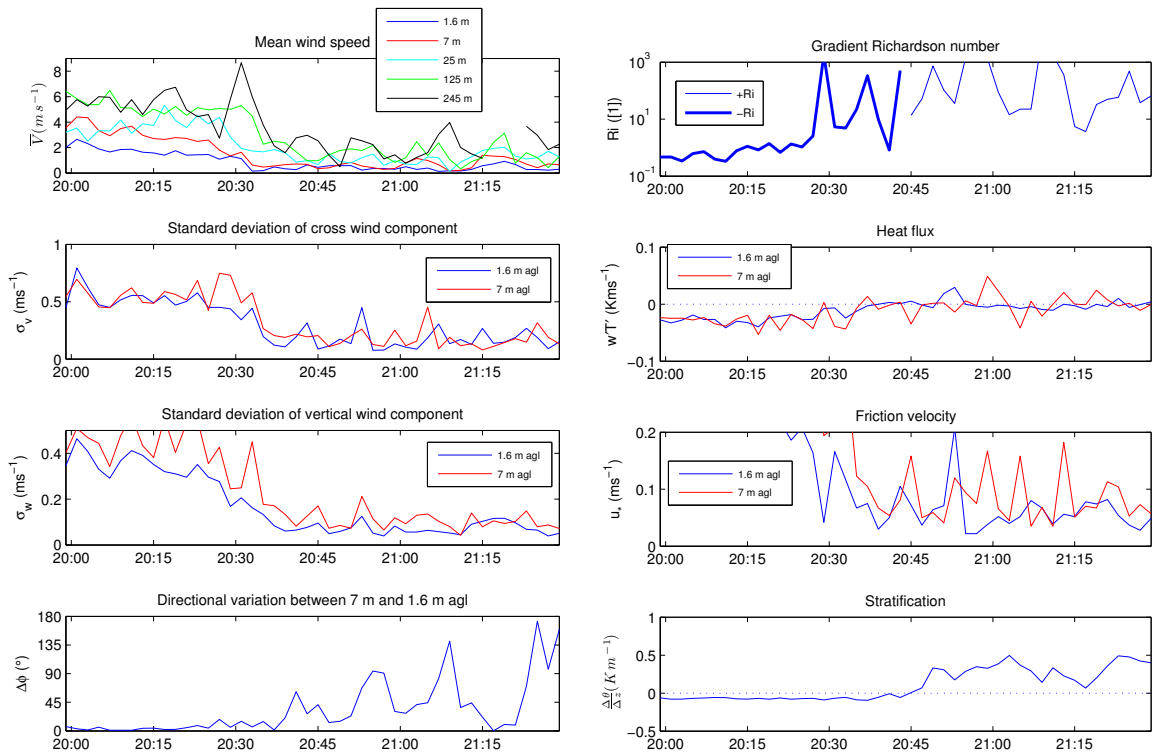 Mean wind speed
1.6 m
7 m
25 m
125 m
245 m
V̅(m s⁻¹)
8
6
4
2
0
20:00 20:15 20:30 20:45 21:00 21:15
Gradient Richardson number
+Ri
−Ri
Ri ([1])
10³
10¹
10⁻¹
20:00 20:15 20:30 20:45 21:00 21:15
Standard deviation of cross wind component
1.6 m agl
7 m agl
σᵥ (ms⁻¹)
1
0.5
0
20:00 20:15 20:30 20:45 21:00 21:15
Heat flux
1.6 m agl
7 m agl
w′T′ (Kms⁻¹)
0.1
0
−0.1
20:00 20:15 20:30 20:45 21:00 21:15
Standard deviation of vertical wind component
1.6 m agl
7 m agl
σ_w (ms⁻¹)
0.4
0.2
0
20:00 20:15 20:30 20:45 21:00 21:15
Friction velocity
1.6 m agl
7 m agl
u⁎ (ms⁻¹)
0.2
0.1
0
20:00 20:15 20:30 20:45 21:00 21:15
Directional variation between 7 m and 1.6 m agl
Δϕ (°)
180
135
90
45
0
20:00 20:15 20:30 20:45 21:00 21:15
Stratification
Δθ/Δz(K m⁻¹)
1
0.5
0
−0.5
20:00 20:15 20:30 20:45 21:00 21:15